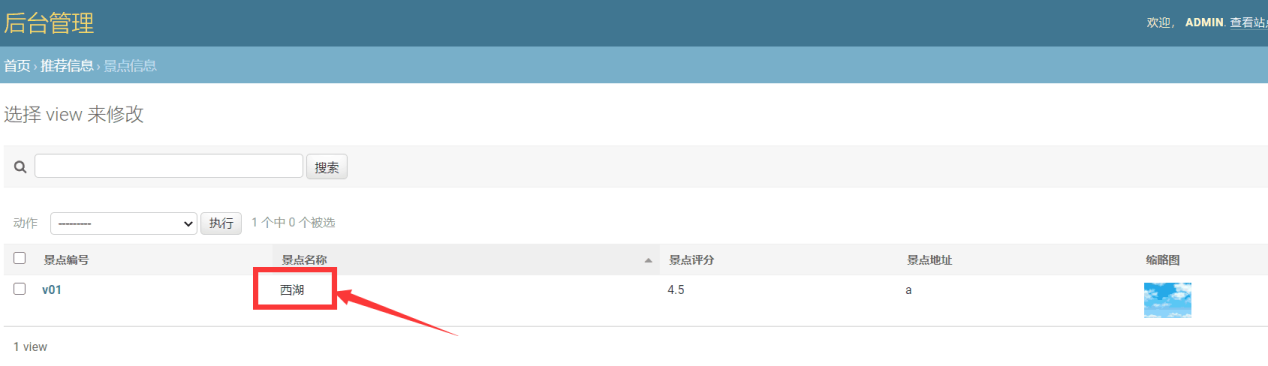 后台管理
欢迎， ADMIN. 查看站点
首页 › 推荐信息 › 景点信息
选择 view 来修改
搜索
动作 --------- 执行 1 个中 0 个被选
景点编号 景点名称 景点评分 景点地址 缩略图
v01 西湖 4.5 a
1 view